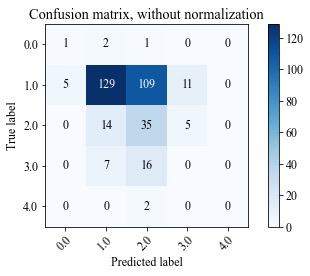 Confusion matrix, without normalization
0.0 1 2 1 0 0
1.0 5 129 109 11 0
2.0 0 14 35 5 0
3.0 0 7 16 0 0
4.0 0 0 2 0 0
0.0 1.0 2.0 3.0 4.0
True label
Predicted label
120
100
80
60
40
20
0